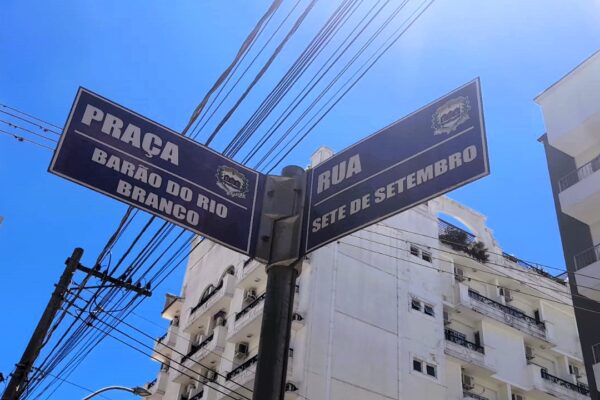 PRAÇA
BARÃO DO RIO
BRANCO
RUA
SETE DE SETEMBRO